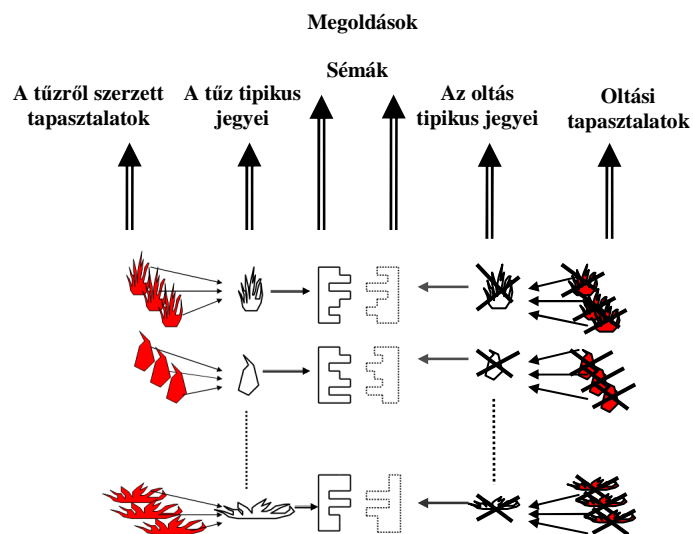 Megoldások
Sémák
A tűzről szerzett
tapasztalatok
A tűz tipikus
jegyei
Az oltás
tipikus jegyei
Oltási
tapasztalatok